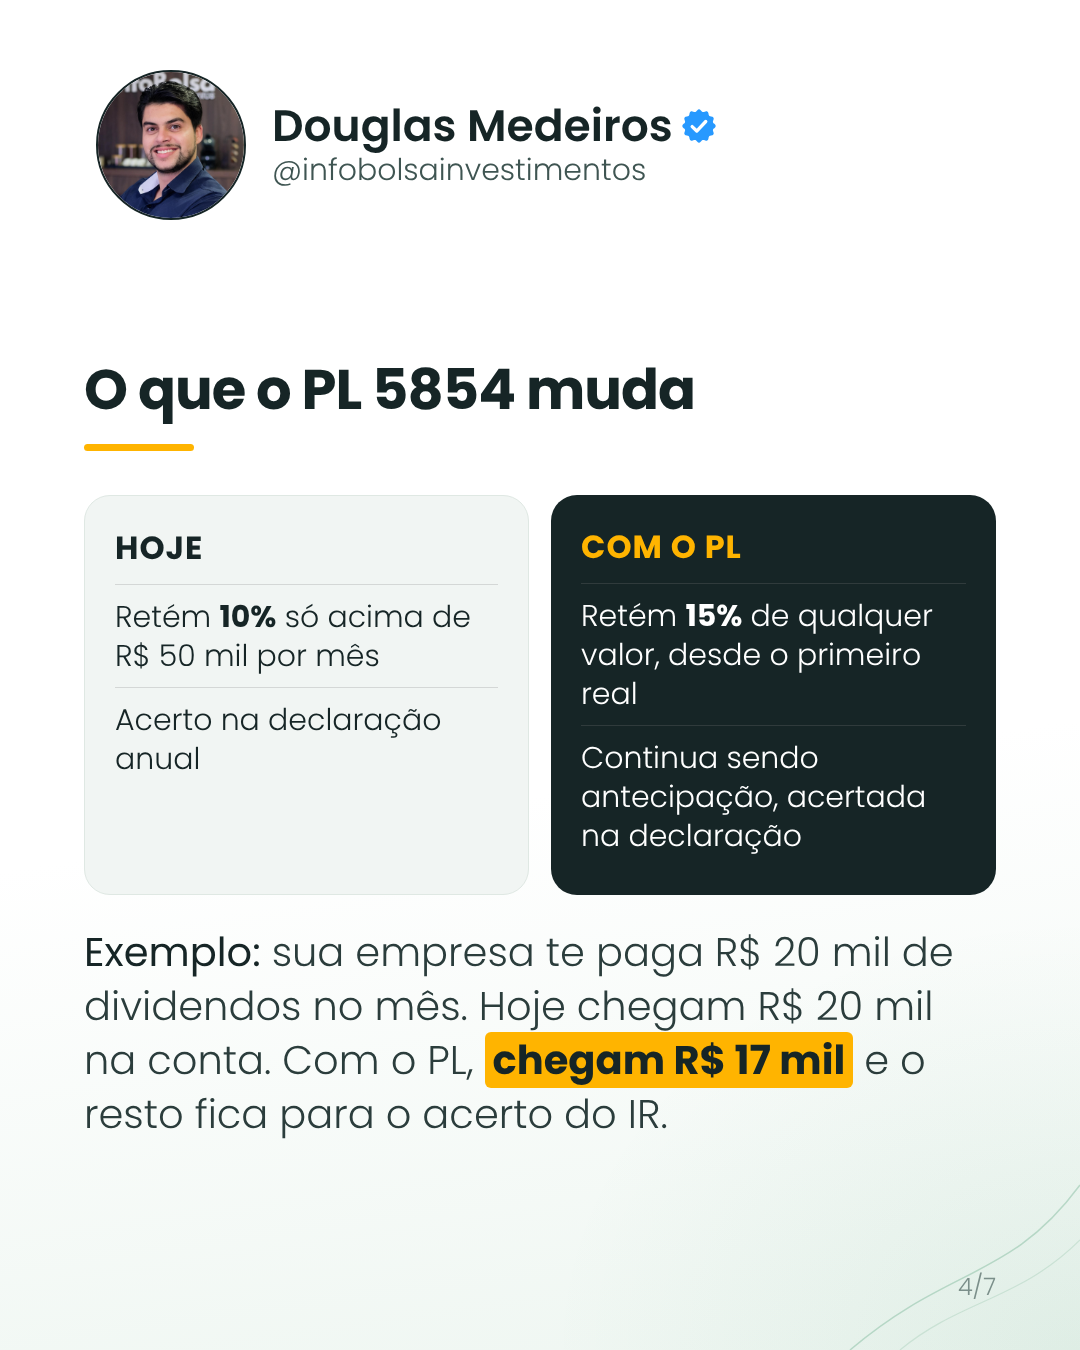 Douglas Medeiros
@infobolsainvestimentos
O que o PL 5854 muda
HOJE
Retém 10% só acima de
R$ 50 mil por mês
Acerto na declaração
anual
COM O PL
Retém 15% de qualquer
valor, desde o primeiro
real
Continua sendo
antecipação, acertada
na declaração
Exemplo: sua empresa te paga R$ 20 mil de
dividendos no mês. Hoje chegam R$ 20 mil
na conta. Com o PL, chegam R$ 17 mil e o
resto fica para o acerto do IR.
4/7